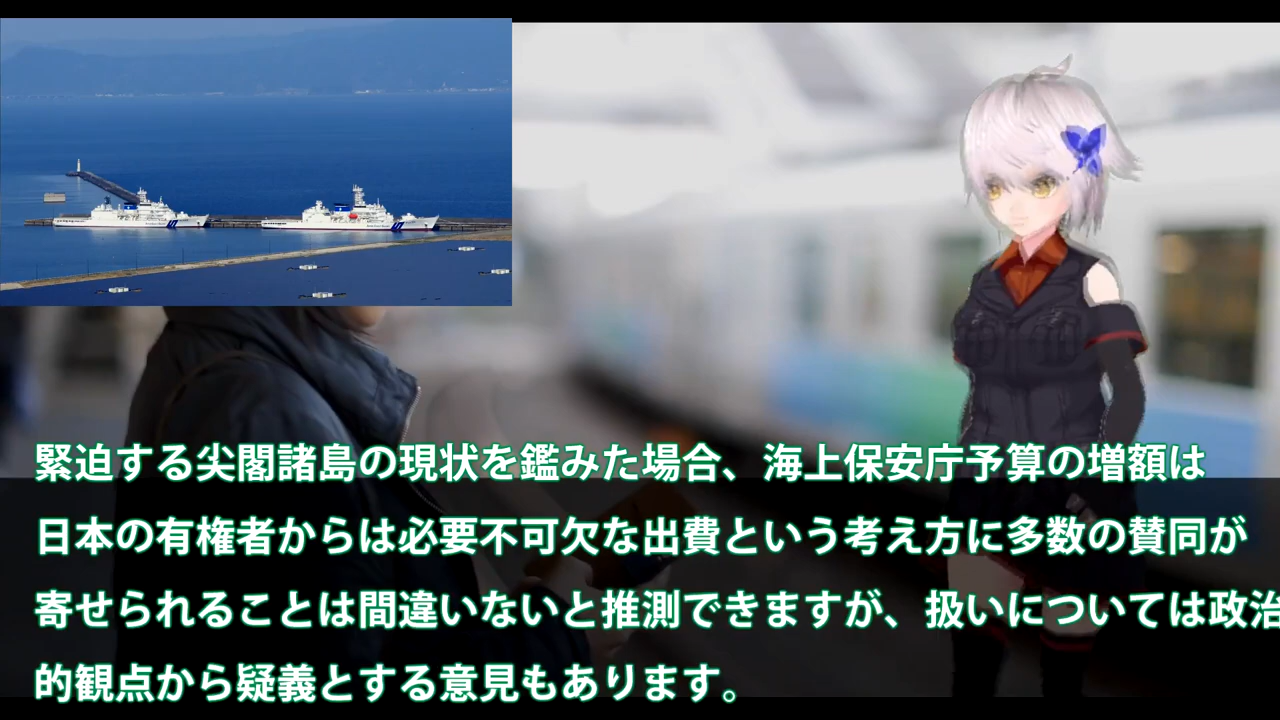 緊迫する尖閣諸島の現状を鑑みた場合、海上保安庁予算の増額は
日本の有権者からは必要不可欠な出費という考え方に多数の賛同が
寄せられることは間違いないと推測できますが、扱いについては政治
的観点から疑義とする意見もあります。